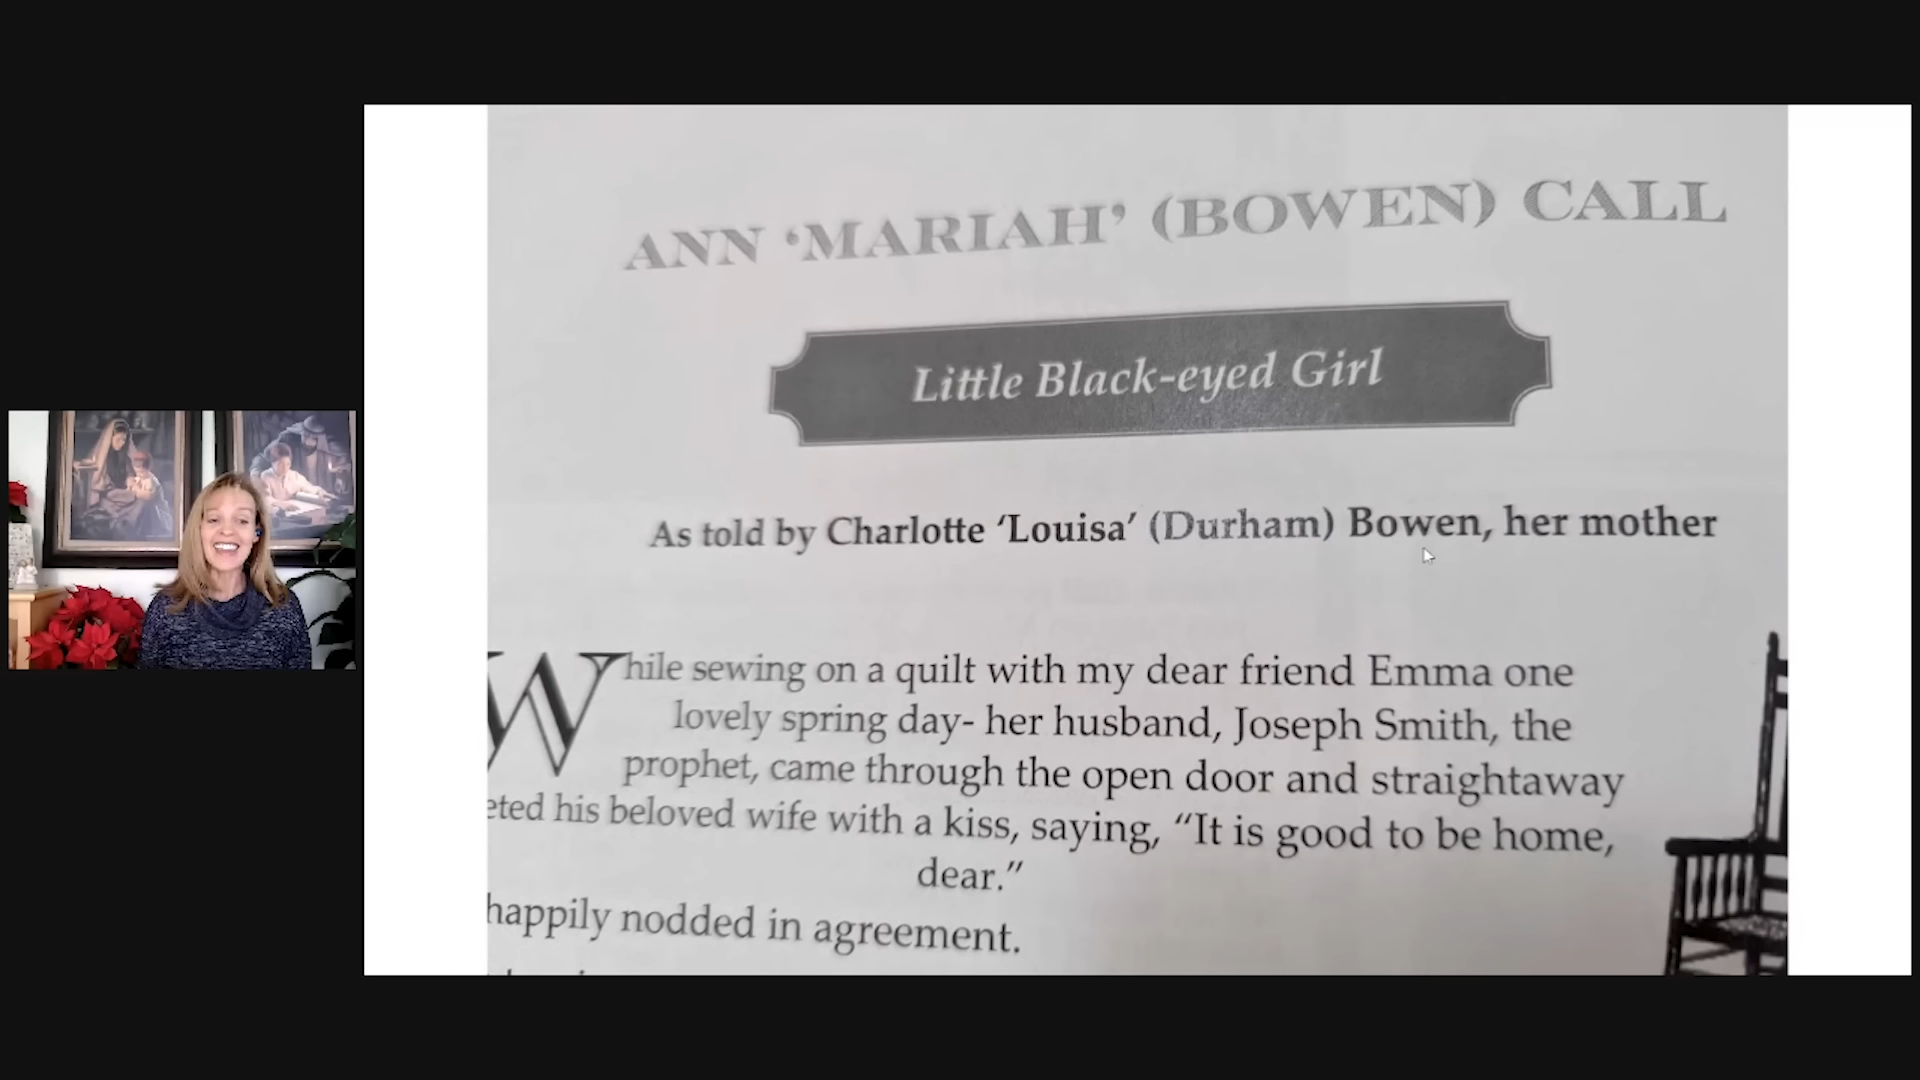 ANN ‘MARIAH’ (BOWEN) CALL
Little Black-eyed Girl
As told by Charlotte ‘Louisa’ (Durham) Bowen, her mother
While sewing on a quilt with my dear friend Emma one
lovely spring day- her husband, Joseph Smith, the
prophet, came through the open door and straightaway
eted his beloved wife with a kiss, saying, “It is good to be home,
dear.”
happily nodded in agreement.